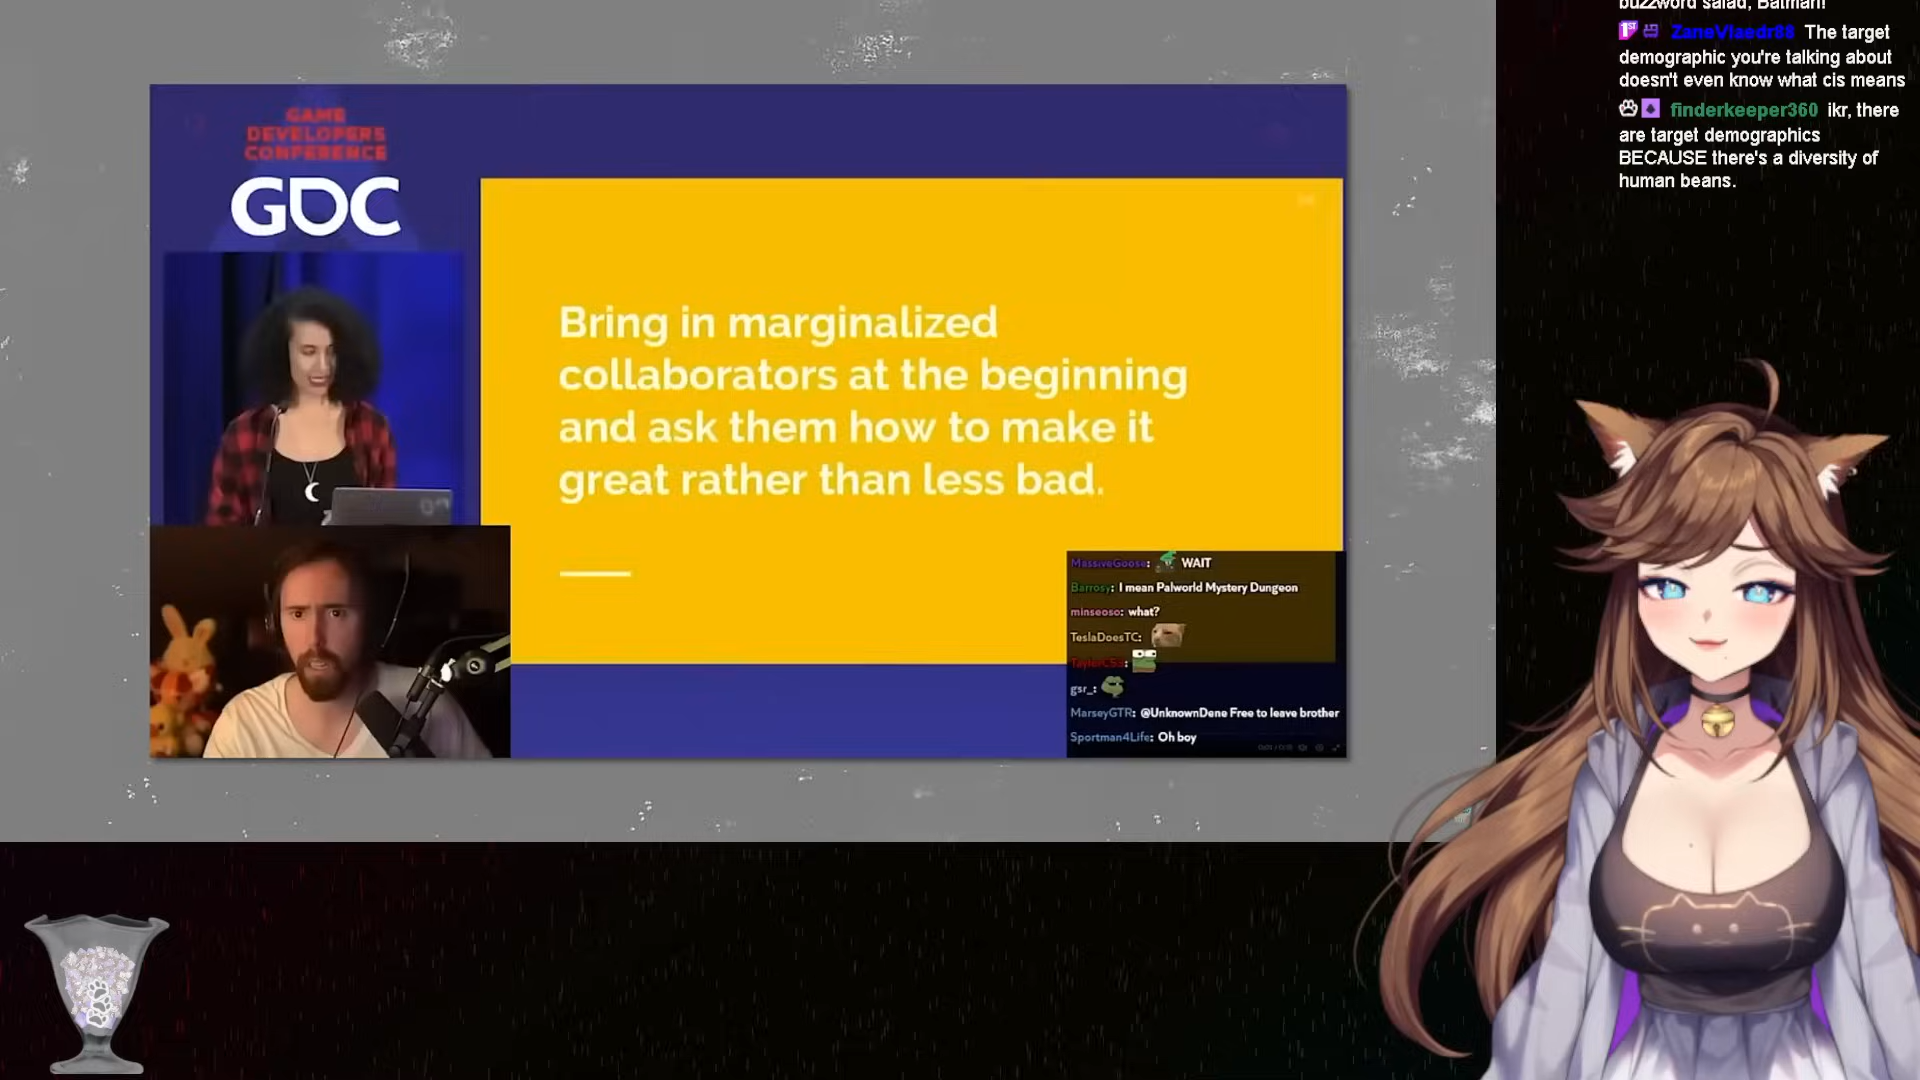 GAME
DEVELOPERS
CONFERENCE
GDC
Bring in marginalized
collaborators at the beginning
and ask them how to make it
great rather than less bad.
MassiveGoose: WAIT
Barrosy: I mean Palworld Mystery Dungeon
minseoso: what?
TeslaDoesTC:
gsr_:
MarseyGTR: @UnknownDene Free to leave brother
Sportman4Life: Oh boy
buzzword salad, Batman!
ZaneVlaedr88 The target
demographic you're talking about
doesn't even know what cis means
finderkeeper360 ikr, there
are target demographics
BECAUSE there's a diversity of
human beans.